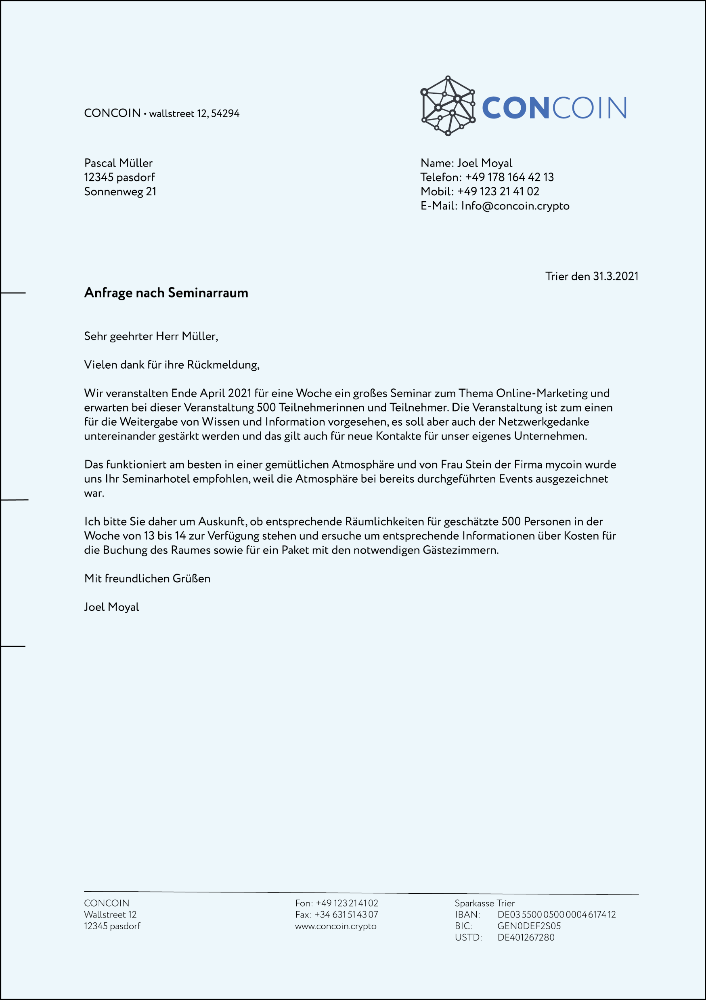 CONCOIN
CONCOIN • wallstreet 12, 54294
Pascal Müller
12345 pasdorf
Sonnenweg 21
Name: Joel Moyal
Telefon: +49 178 164 42 13
Mobil: +49 123 21 41 02
E-Mail: Info@concoin.crypto
Trier den 31.3.2021
Anfrage nach Seminarraum
Sehr geehrter Herr Müller,
Vielen dank für ihre Rückmeldung,
Wir veranstalten Ende April 2021 für eine Woche ein großes Seminar zum Thema Online-Marketing und
erwarten bei dieser Veranstaltung 500 Teilnehmerinnen und Teilnehmer. Die Veranstaltung ist zum einen
für die Weitergabe von Wissen und Information vorgesehen, es soll aber auch der Netzwerkgedanke
untereinander gestärkt werden und das gilt auch für neue Kontakte für unser eigenes Unternehmen.
Das funktioniert am besten in einer gemütlichen Atmosphäre und von Frau Stein der Firma mycoin wurde
uns Ihr Seminarhotel empfohlen, weil die Atmosphäre bei bereits durchgeführten Events ausgezeichnet
war.
Ich bitte Sie daher um Auskunft, ob entsprechende Räumlichkeiten für geschätzte 500 Personen in der
Woche von 13 bis 14 zur Verfügung stehen und ersuche um entsprechende Informationen über Kosten für
die Buchung des Raumes sowie für ein Paket mit den notwendigen Gästezimmern.
Mit freundlichen Grüßen
Joel Moyal
CONCOIN
Wallstreet 12
12345 pasdorf
Fon: +49 123 21 41 02
Fax: +34 631 51 43 07
www.concoin.crypto
Sparkasse Trier
IBAN: DE03 5500 0500 0004 6174 12
BIC: GEN0DEF2S05
USTD: DE401267280